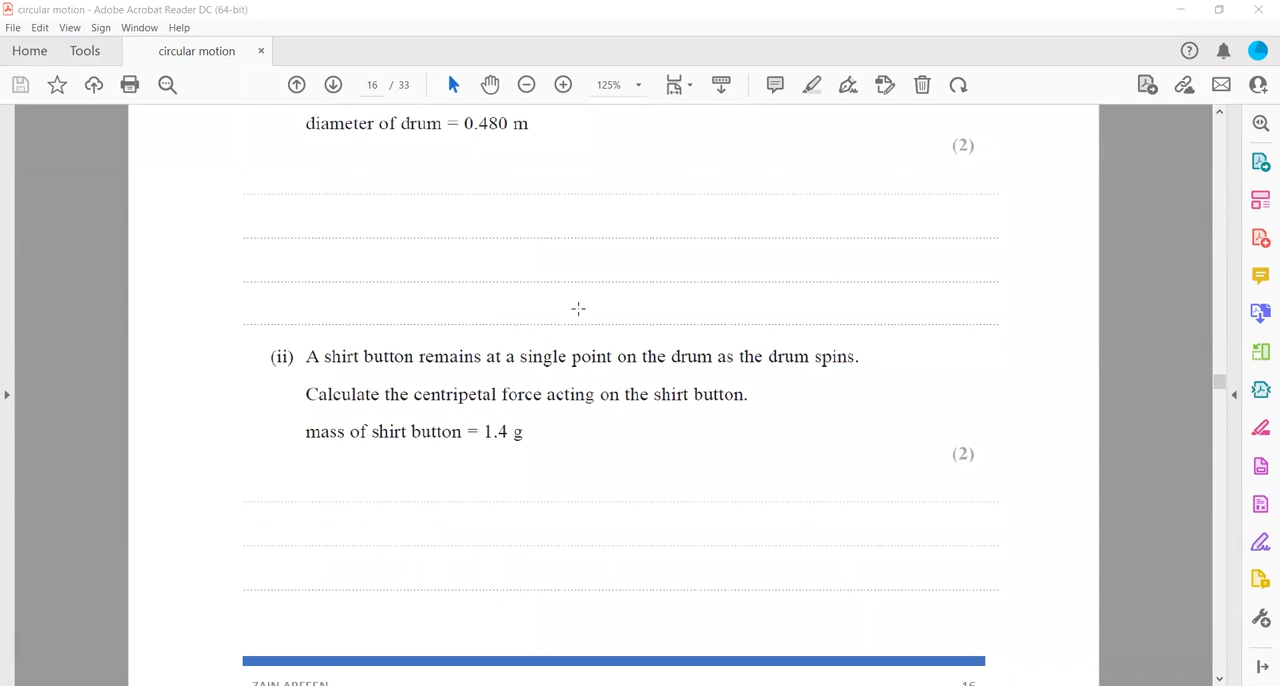 circular motion - Adobe Acrobat Reader DC (64-bit)
File Edit View Sign Window Help
Home Tools circular motion ×
16 / 33 125%
diameter of drum = 0.480 m
(2)
(ii) A shirt button remains at a single point on the drum as the drum spins.
Calculate the centripetal force acting on the shirt button.
mass of shirt button = 1.4 g
(2)
ZAIN AREEEN 16